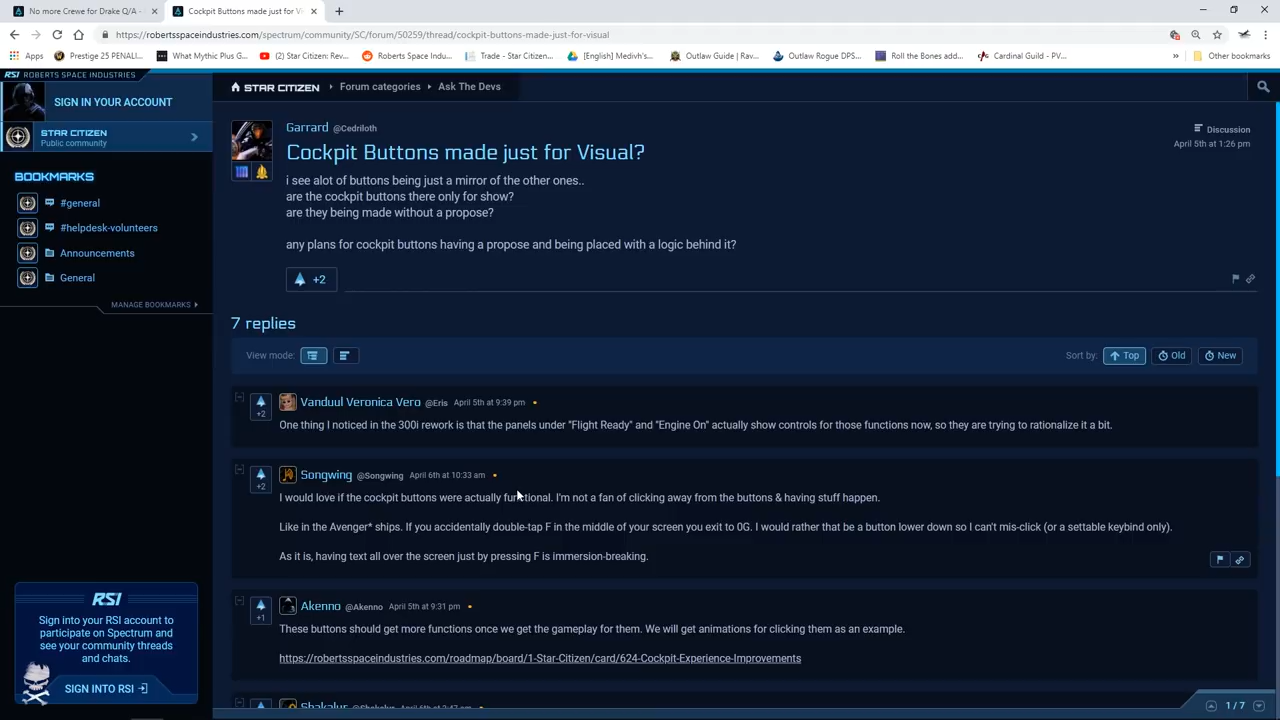 No more Crewe for Drake Q/A -
Cockpit Buttons made just for Vi
https://robertsspaceindustries.com/spectrum/community/SC/forum/50259/thread/cockpit-buttons-made-just-for-visual
Apps
Prestige 25 PENALI...
What Mythic Plus G...
(2) Star Citizen: Rev...
Roberts Space Indu...
Trade - Star Citizen...
[English] Medivh's...
Outlaw Guide | Rav...
Outlaw Rogue DPS...
Roll the Bones add...
Cardinal Guild - PV...
»
Other bookmarks
RSI ROBERTS SPACE INDUSTRIES
SIGN IN YOUR ACCOUNT
STAR CITIZEN
Public community
BOOKMARKS
#general
#helpdesk-volunteers
Announcements
General
MANAGE BOOKMARKS
RSI
Sign into your RSI account to
participate on Spectrum and
see your community threads
and chats.
SIGN INTO RSI
STAR CITIZEN
Forum categories
Ask The Devs
Garrard @Cedriloth
Discussion
April 5th at 1:26 pm
Cockpit Buttons made just for Visual?
i see alot of buttons being just a mirror of the other ones..
are the cockpit buttons there only for show?
are they being made without a propose?
any plans for cockpit buttons having a propose and being placed with a logic behind it?
+2
7 replies
View mode:
Sort by:
Top
Old
New
Vanduul Veronica Vero @Eris April 5th at 9:39 pm
+2
One thing I noticed in the 300i rework is that the panels under "Flight Ready" and "Engine On" actually show controls for those functions now, so they are trying to rationalize it a bit.
Songwing @Songwing April 6th at 10:33 am
+2
I would love if the cockpit buttons were actually functional. I'm not a fan of clicking away from the buttons & having stuff happen.
Like in the Avenger* ships. If you accidentally double-tap F in the middle of your screen you exit to 0G. I would rather that be a button lower down so I can't mis-click (or a settable keybind only).
As it is, having text all over the screen just by pressing F is immersion-breaking.
Akenno @Akenno April 5th at 9:31 pm
+1
These buttons should get more functions once we get the gameplay for them. We will get animations for clicking them as an example.
https://robertsspaceindustries.com/roadmap/board/1-Star-Citizen/card/624-Cockpit-Experience-Improvements
1 / 7